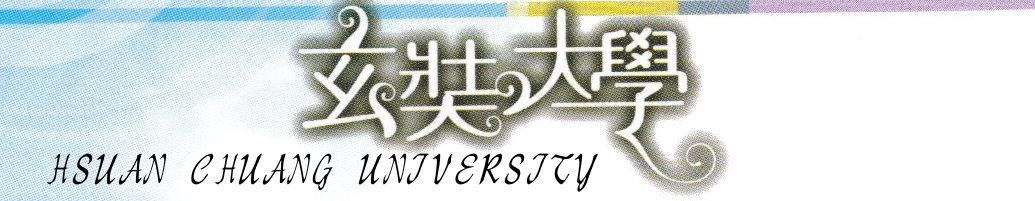 玄奘大學
HSUAN CHUANG UNIVERSITY